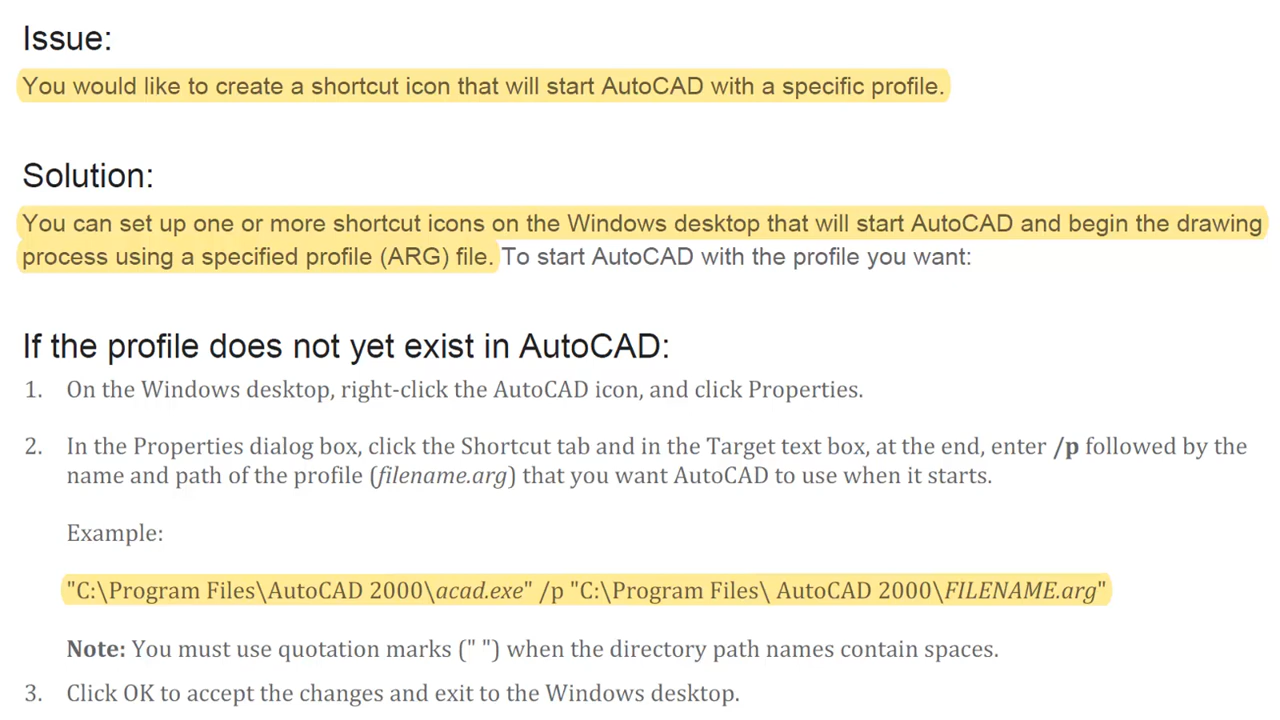 Issue:
You would like to create a shortcut icon that will start AutoCAD with a specific profile.
Solution:
You can set up one or more shortcut icons on the Windows desktop that will start AutoCAD and begin the drawing
process using a specified profile (ARG) file. To start AutoCAD with the profile you want:
If the profile does not yet exist in AutoCAD:
1. On the Windows desktop, right-click the AutoCAD icon, and click Properties.
2. In the Properties dialog box, click the Shortcut tab and in the Target text box, at the end, enter /p followed by the
name and path of the profile (filename.arg) that you want AutoCAD to use when it starts.
Example:
"C:\Program Files\AutoCAD 2000\acad.exe" /p "C:\Program Files\ AutoCAD 2000\FILENAME.arg"
Note: You must use quotation marks (" ") when the directory path names contain spaces.
3. Click OK to accept the changes and exit to the Windows desktop.